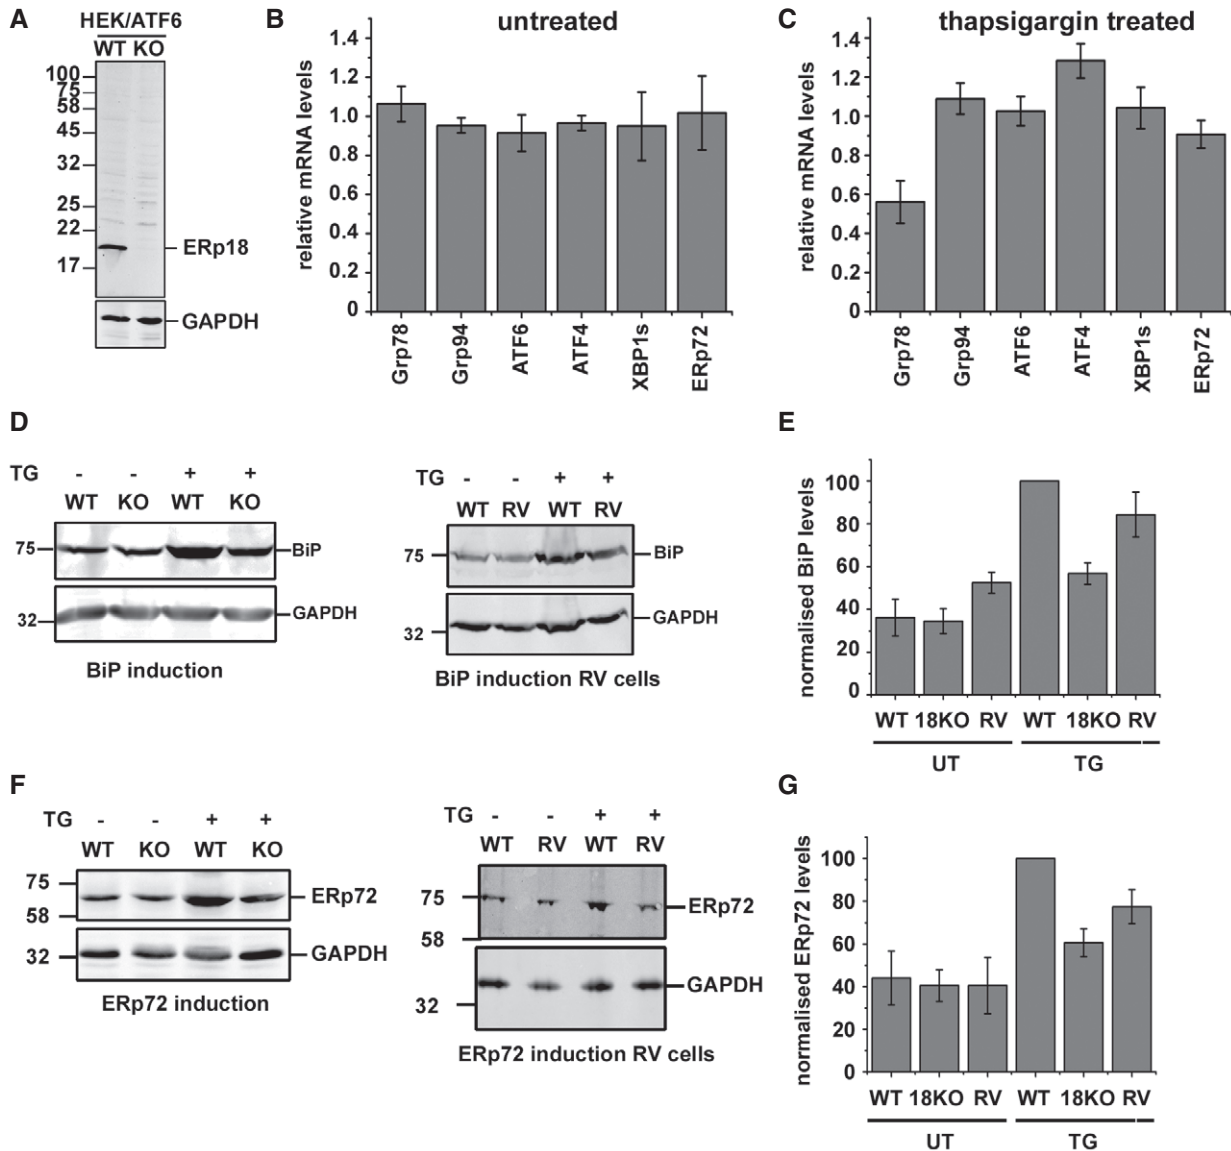 A
HEK/ATF6
WT KO
100
75
58
45
32
25
22
17
ERp18
GAPDH
B
untreated
relative mRNA levels
1.4
1.2
1.0
0.8
0.6
0.4
0.2
0
Grp78
Grp94
ATF6
ATF4
XBP1s
ERp72
C
thapsigargin treated
relative mRNA levels
1.4
1.2
1.0
0.8
0.6
0.4
0.2
0
Grp78
Grp94
ATF6
ATF4
XBP1s
ERp72
D
TG - - + +
WT KO WT KO
75
BiP
32
GAPDH
BiP induction
TG - - + +
WT RV WT RV
75
BiP
32
GAPDH
BiP induction RV cells
E
normalised BiP levels
100
80
60
40
20
0
WT 18KO RV WT 18KO RV
UT TG
F
TG - - + +
WT KO WT KO
75
58
ERp72
32
GAPDH
ERp72 induction
TG - - + +
WT RV WT RV
75
58
ERp72
32
GAPDH
ERp72 induction RV cells
G
normalised ERp72 levels
100
80
60
40
20
0
WT 18KO RV WT 18KO RV
UT TG